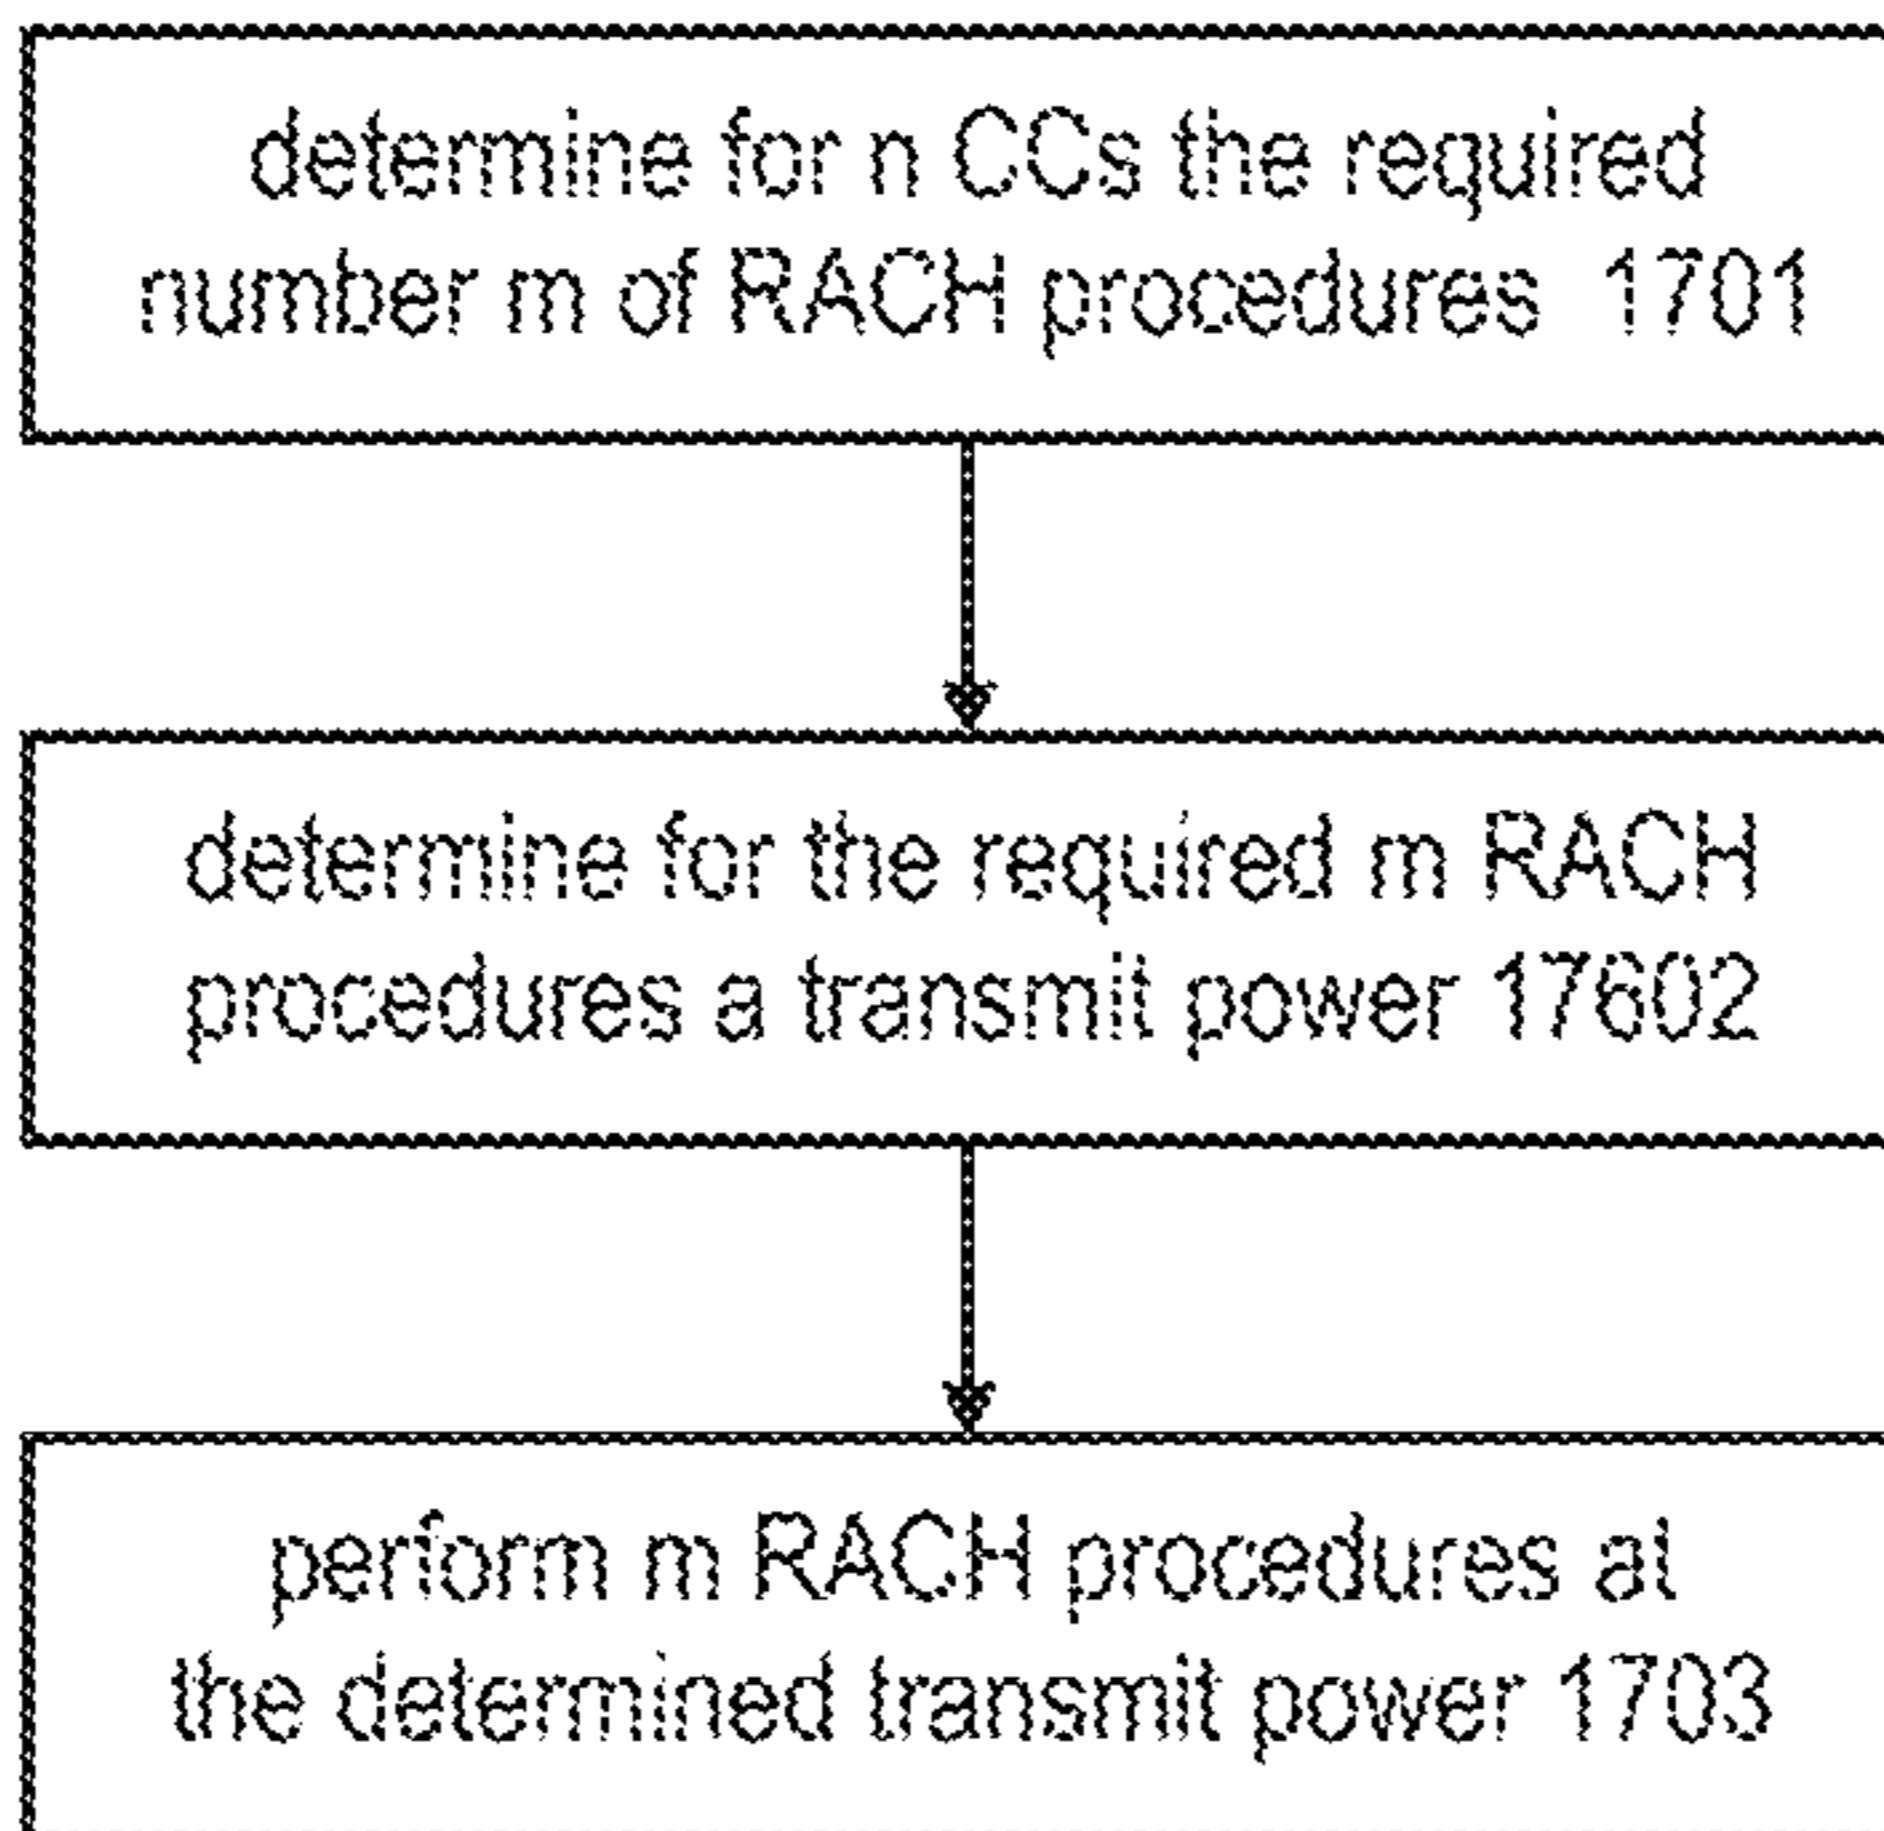 determine for n CCs the required
number m of RACH procedures 1701
determine for the required m RACH
procedures a transmit power 17602
perform m RACH procedures at
the determined transmit power 1703